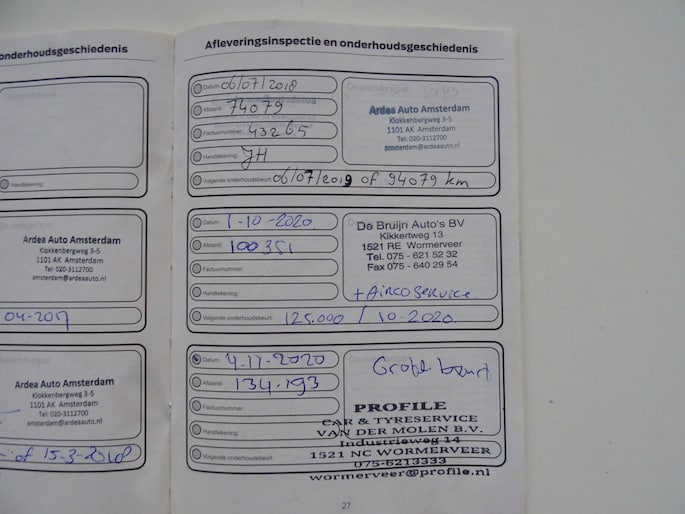 onderhoudsgeschiedenis
Handtekening:
Ardea Auto Amsterdam
Klokkenbergweg 3-5
1101 AK Amsterdam
Tel: 020-3112700
amsterdam@ardeaauto.nl
04-2017
Ardea Auto Amsterdam
Klokkenbergweg 3-5
1101 AK Amsterdam
Tel: 020-3112700
amsterdam@ardeaauto.nl
of 15-3-2018
Afleveringsinspectie en onderhoudsgeschiedenis
Datum: 06/07/2018
Afstand: 74079
Factuurnummer: 43265
Handtekening: JH
Volgende onderhoudsbeurt: 06/07/2019 of 94079 km
Ardea Auto Amsterdam
Klokkenbergweg 3-5
1101 AK Amsterdam
Tel: 020-3112700
amsterdam@ardeaauto.nl
Datum: 1-10-2020
Afstand: 100351
Factuurnummer:
Handtekening:
Volgende onderhoudsbeurt: 125.000 / 10-2020.
De Bruijn Auto's BV
Kikkertweg 13
1521 RE Wormerveer
Tel. 075 - 621 52 32
Fax 075 - 640 29 54
+ Airco Service.
Datum: 4-11-2020
Afstand: 134.193
Factuurnummer:
Handtekening:
Volgende onderhoudsbeurt:
Grote beurt
PROFILE
CAR & TYRESERVICE
VAN DER MOLEN B.V.
Industrieweg 14
1521 NC WORMERVEER
075-6213333
wormerveer@profile.nl
27